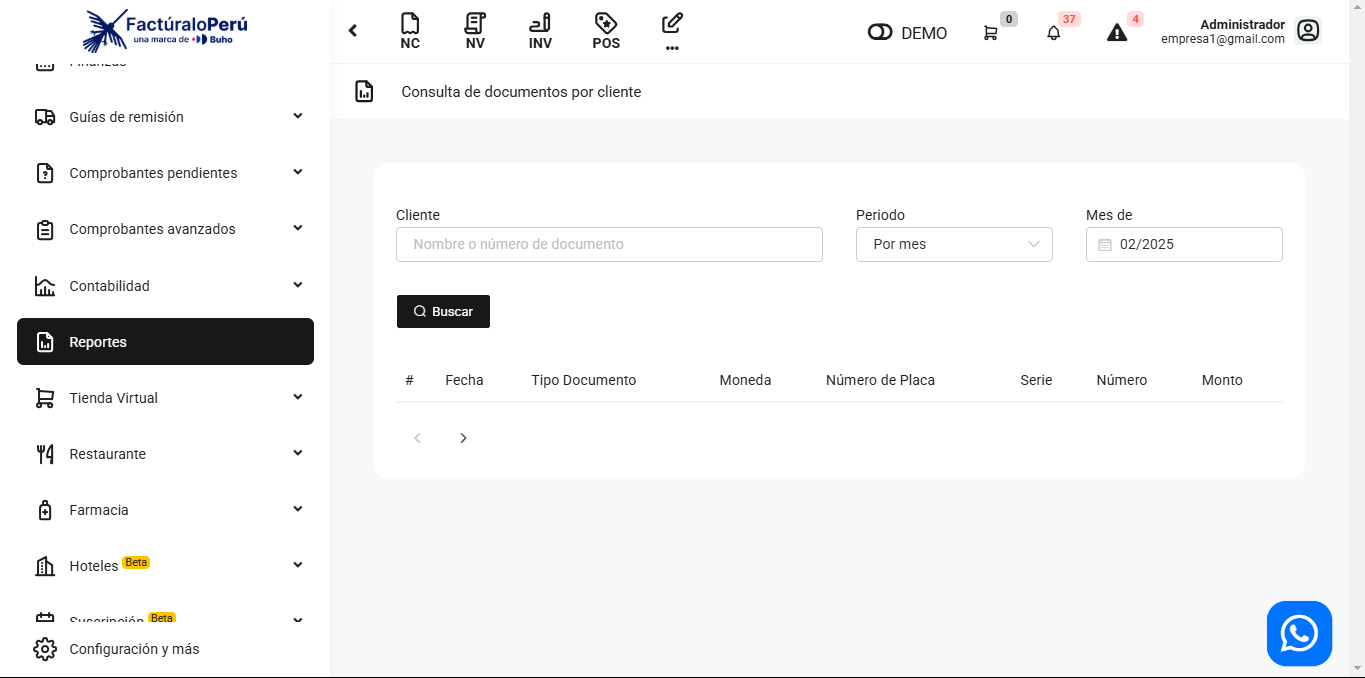 FactúraloPerú
una marca de Buho
NC
NV
INV
POS
DEMO
0
37
4
Administrador
empresa1@gmail.com
Consulta de documentos por cliente
Finanzas
Guías de remisión
Comprobantes pendientes
Comprobantes avanzados
Contabilidad
Reportes
Tienda Virtual
Restaurante
Farmacia
Hoteles Beta
Suscripción Beta
Configuración y más
Cliente
Nombre o número de documento
Periodo
Por mes
Mes de
02/2025
Buscar
# Fecha Tipo Documento Moneda Número de Placa Serie Número Monto